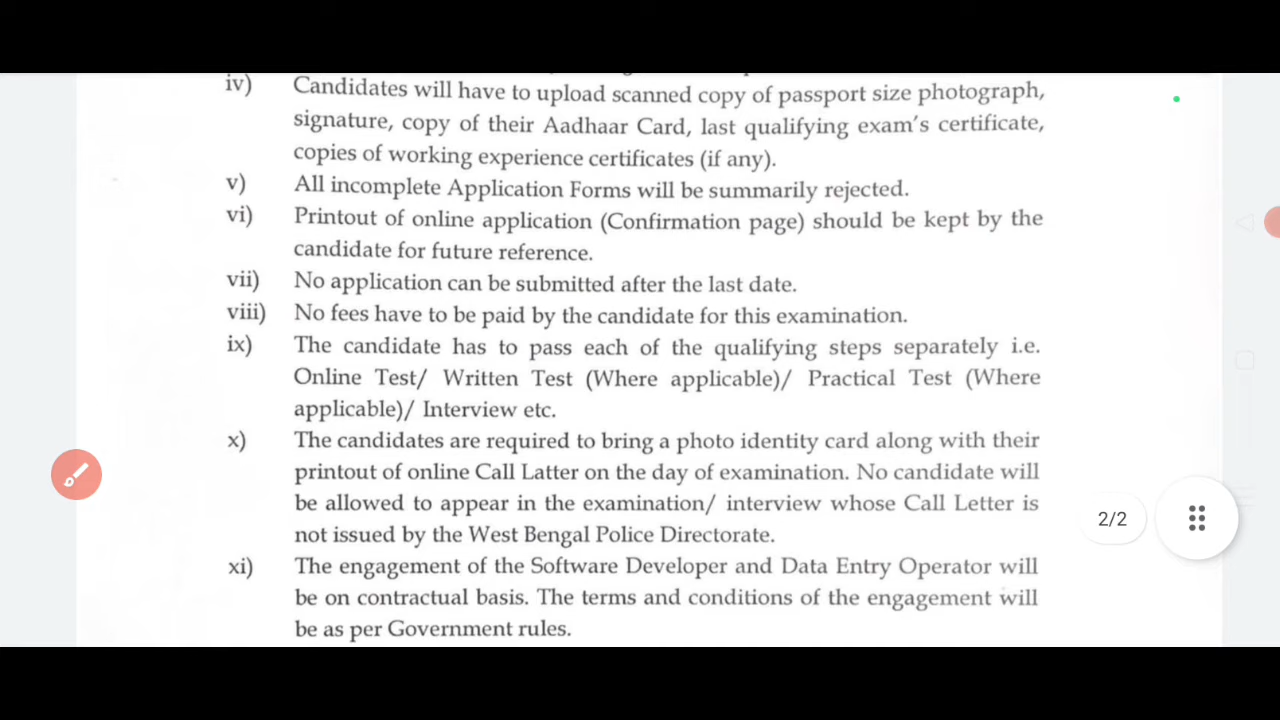 iv) Candidates will have to upload scanned copy of passport size photograph,
signature, copy of their Aadhaar Card, last qualifying exam's certificate,
copies of working experience certificates (if any).
v) All incomplete Application Forms will be summarily rejected.
vi) Printout of online application (Confirmation page) should be kept by the
candidate for future reference.
vii) No application can be submitted after the last date.
viii) No fees have to be paid by the candidate for this examination.
ix) The candidate has to pass each of the qualifying steps separately i.e.
Online Test/ Written Test (Where applicable)/ Practical Test (Where
applicable)/ Interview etc.
x) The candidates are required to bring a photo identity card along with their
printout of online Call Latter on the day of examination. No candidate will
be allowed to appear in the examination/ interview whose Call Letter is
not issued by the West Bengal Police Directorate.
2/2
xi) The engagement of the Software Developer and Data Entry Operator will
be on contractual basis. The terms and conditions of the engagement will
be as per Government rules.